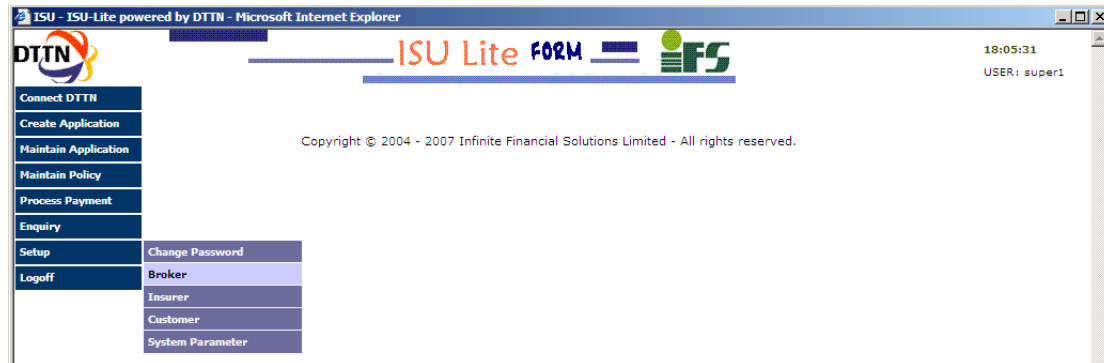 ISU - ISU-Lite powered by DTTN - Microsoft Internet Explorer
DTTN
ISU Lite FORM
IFS
18:05:31
USER: super1
Connect DTTN
Create Application
Copyright © 2004 - 2007 Infinite Financial Solutions Limited - All rights reserved.
Maintain Application
Maintain Policy
Process Payment
Enquiry
Setup
Change Password
Logoff
Broker
Insurer
Customer
System Parameter